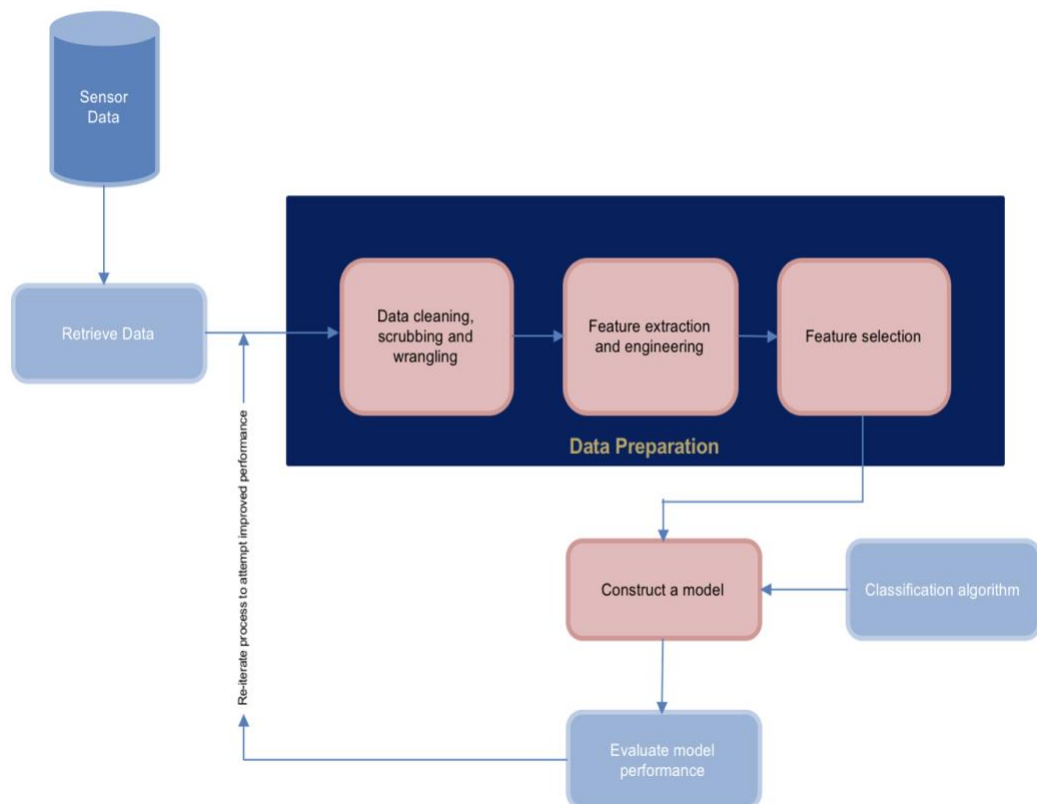 Sensor
Data
Retrieve Data
Data cleaning,
scrubbing and
wrangling
Feature extraction
and engineering
Feature selection
Data Preparation
Re-iterate process to attempt improved performance
Construct a model
Classification algorithm
Evaluate model
performance